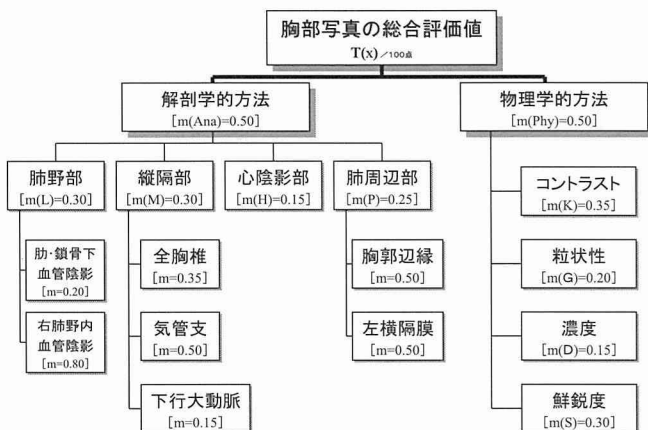 胸部写真の総合評価値
T(x) /100点
解剖学的方法
[m(Ana)=0.50]
物理学的方法
[m(Phy)=0.50]
肺野部
[m(L)=0.30]
縦隔部
[m(M)=0.30]
心陰影部
[m(H)=0.15]
肺周辺部
[m(P)=0.25]
コントラスト
[m(K)=0.35]
肋・鎖骨下
血管陰影
[m=0.20]
全胸椎
[m=0.35]
胸郭辺縁
[m=0.50]
粒状性
[m(G)=0.20]
右肺野内
血管陰影
[m=0.80]
気管支
[m=0.50]
左横隔膜
[m=0.50]
濃度
[m(D)=0.15]
下行大動脈
[m=0.15]
鮮鋭度
[m(S)=0.30]